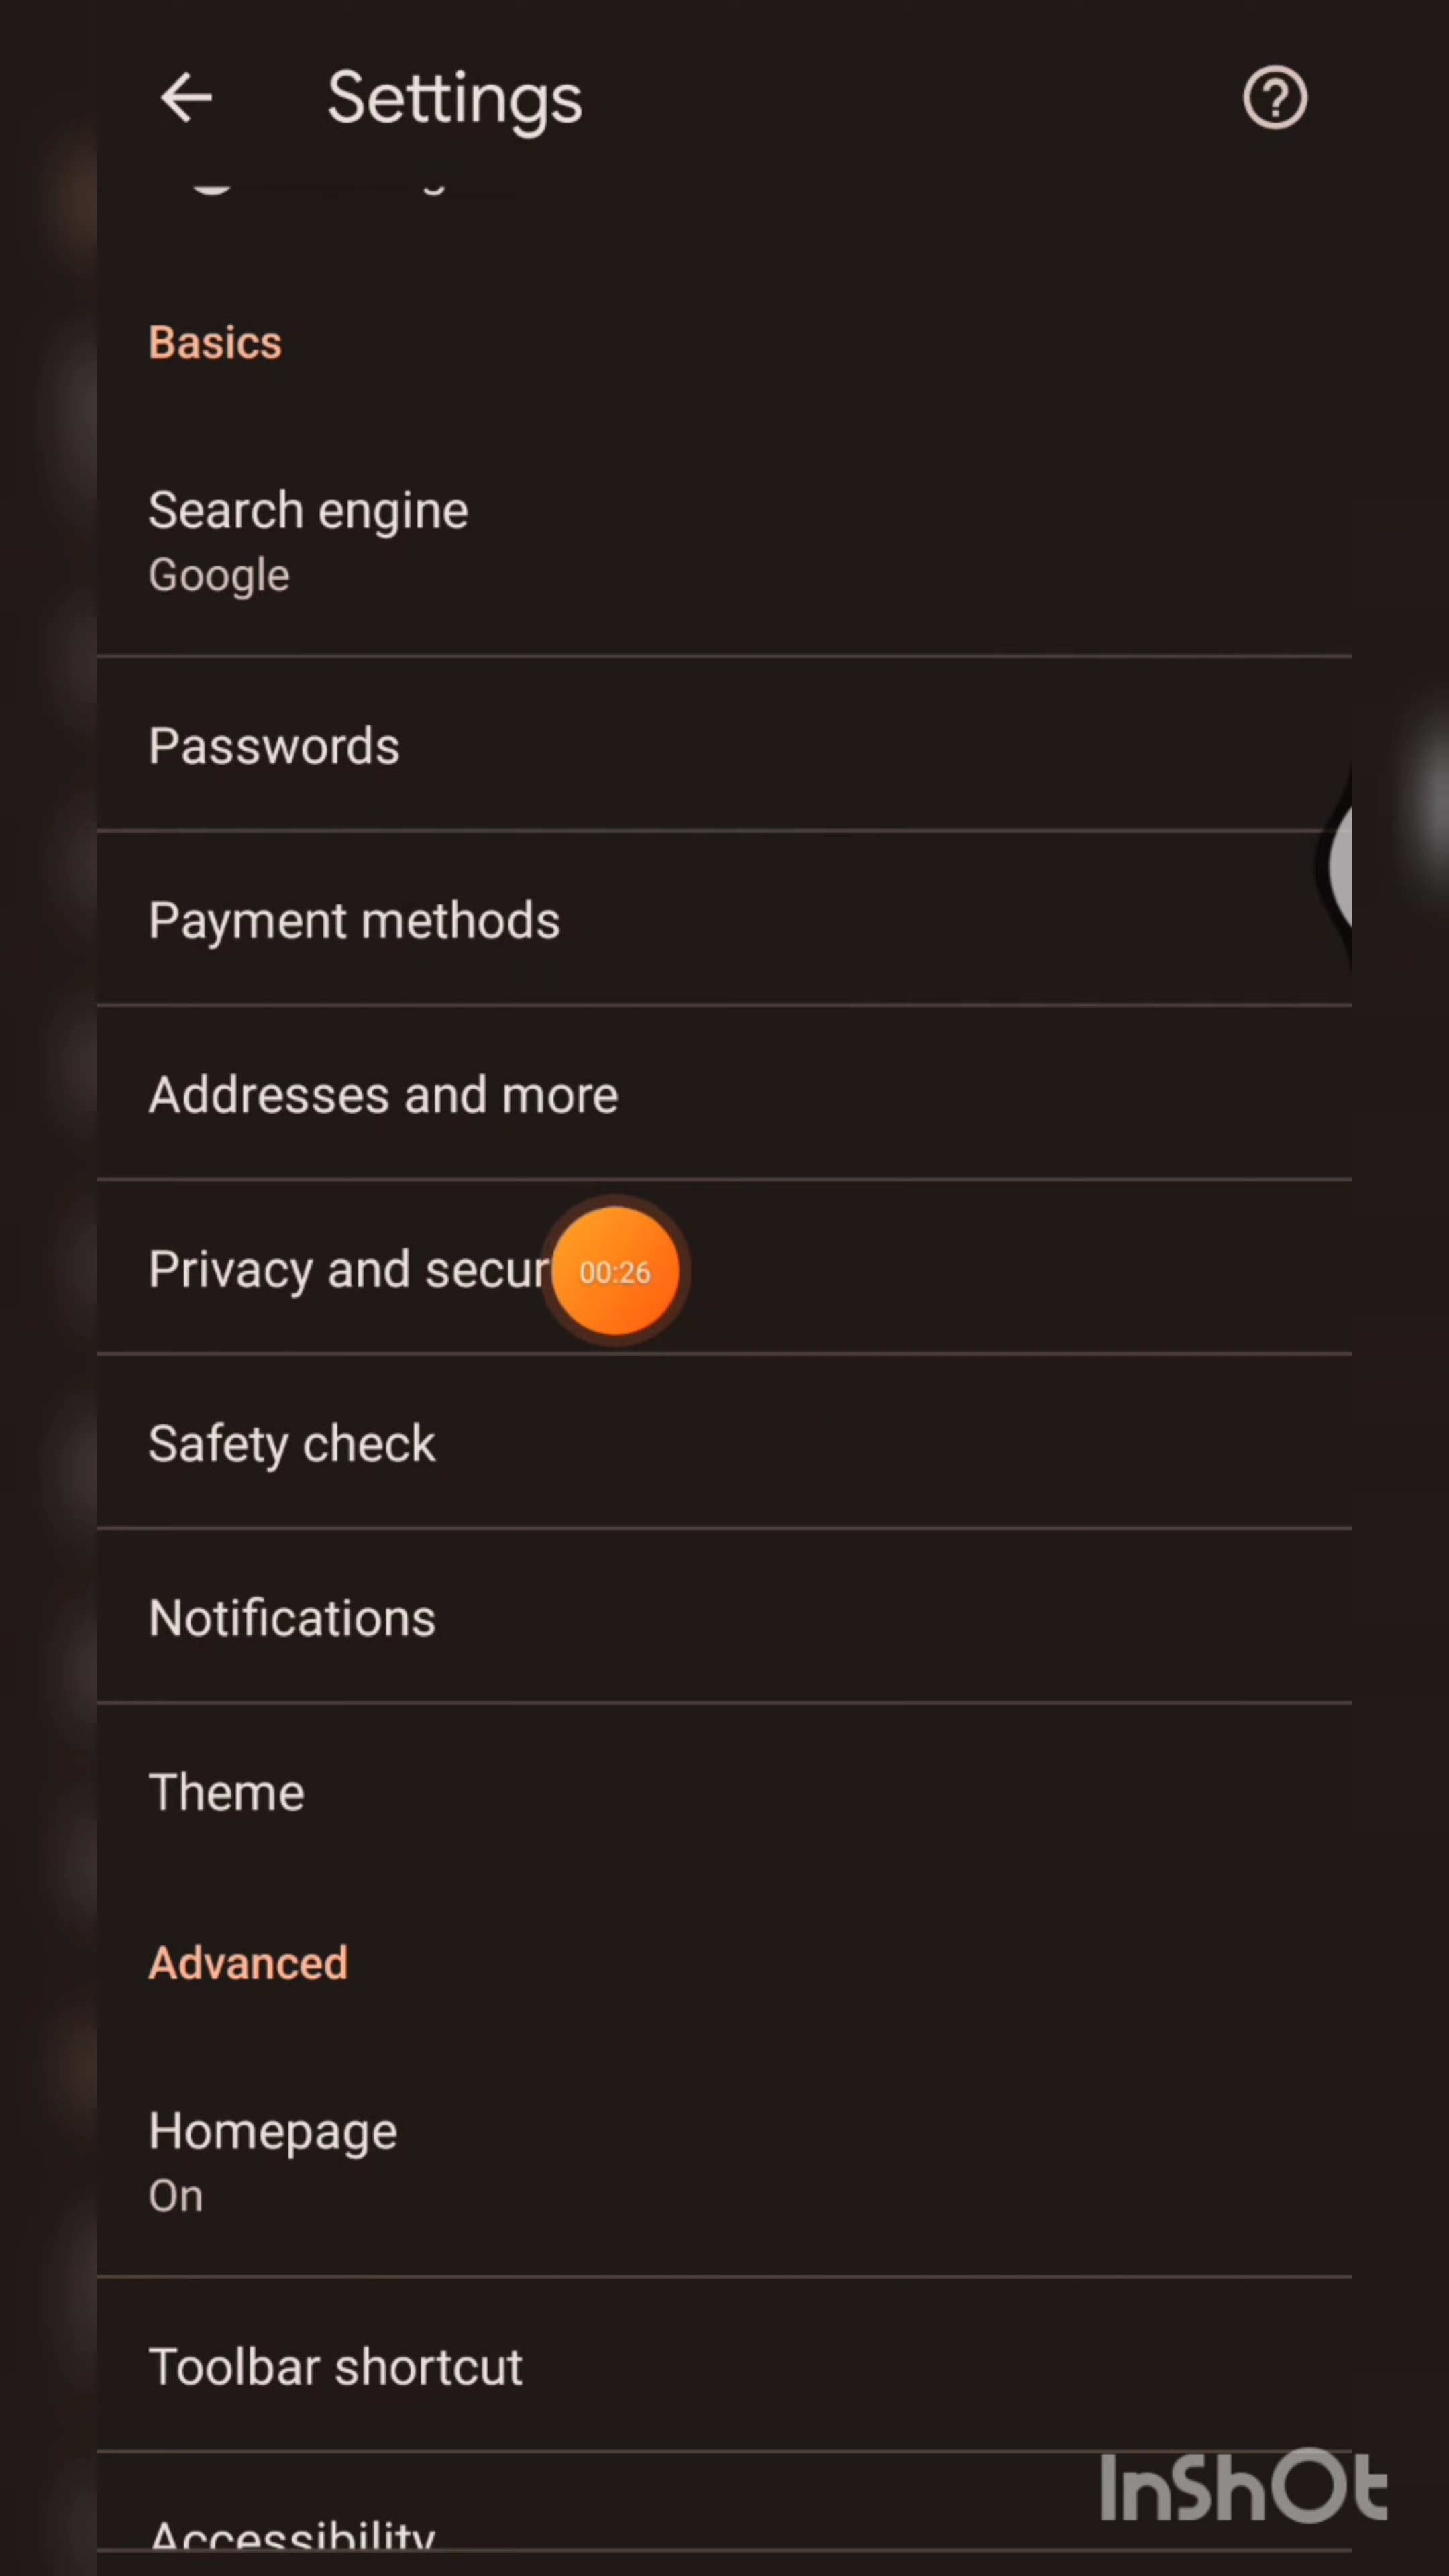 Settings
Basics
Search engine
Google
Passwords
Payment methods
Addresses and more
Privacy and secur
00:26
Safety check
Notifications
Theme
Advanced
Homepage
On
Toolbar shortcut
Accessibility
InShOt